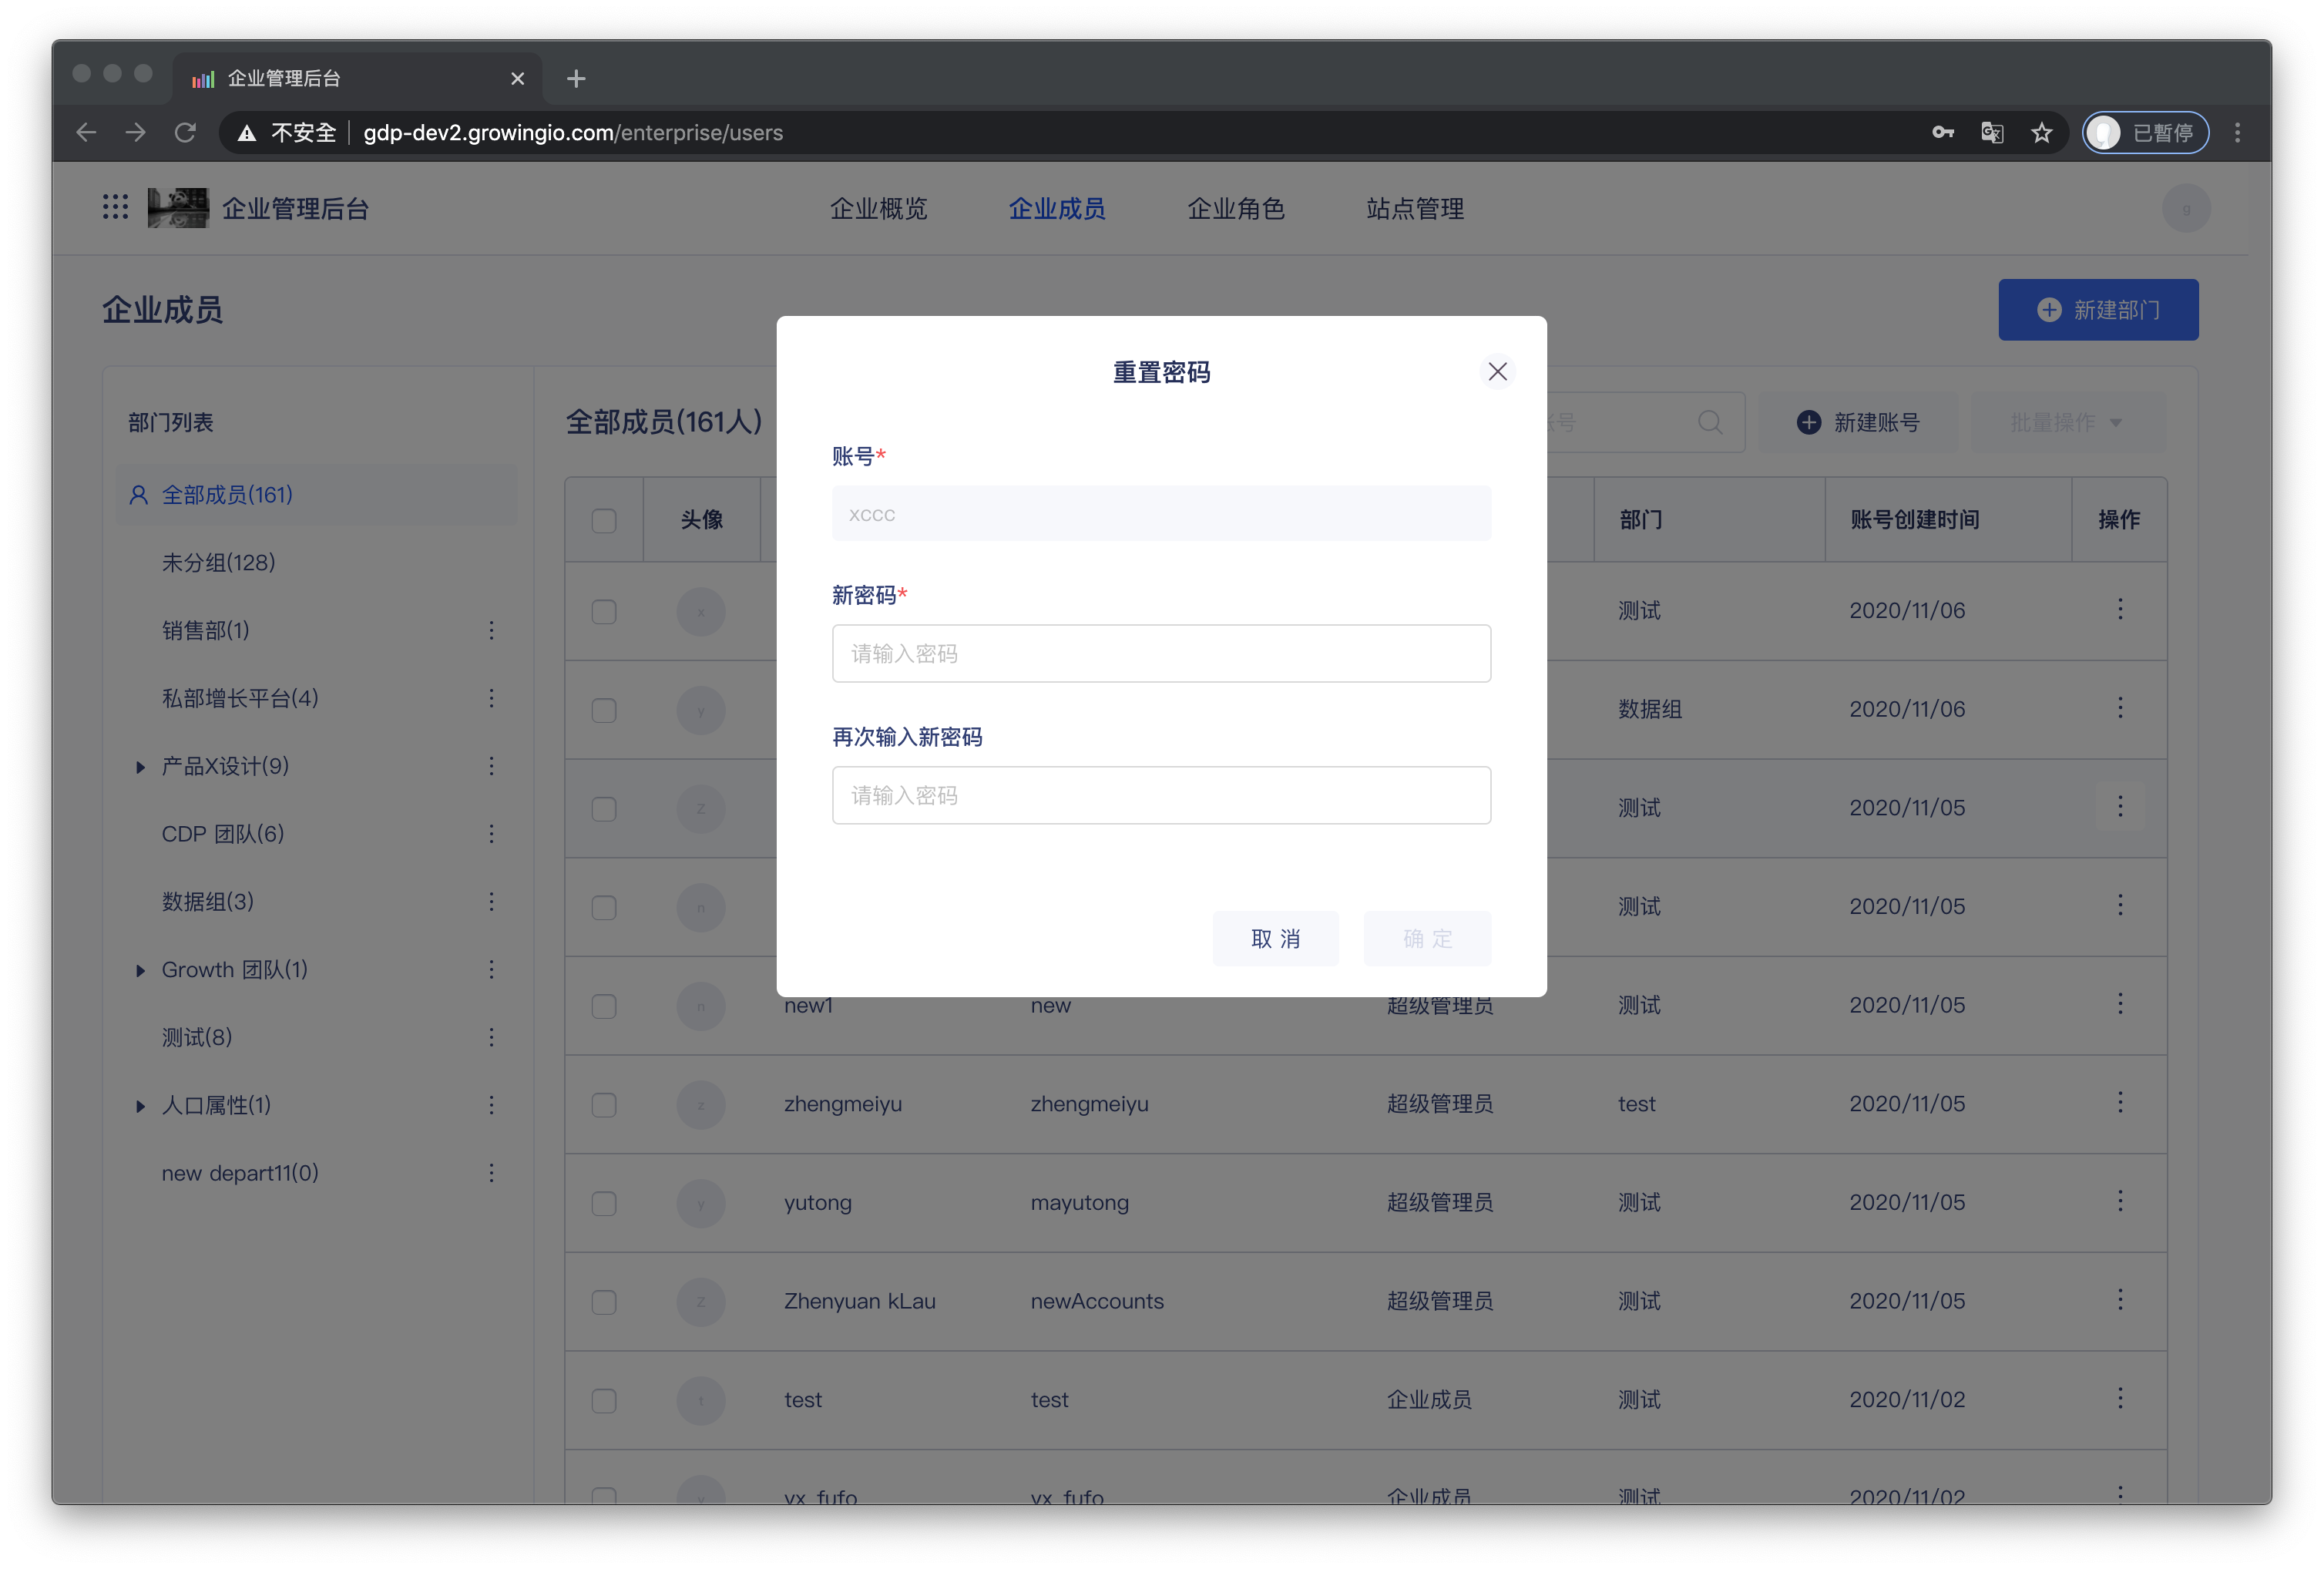 企业管理后台
不安全 gdp-dev2.growingio.com/enterprise/users 已暂停
企业管理后台 企业概览 企业成员 企业角色 站点管理 g
企业成员 新建部门
部门列表
全部成员(161)
未分组(128)
销售部(1)
私部增长平台(4)
产品X设计(9)
CDP 团队(6)
数据组(3)
Growth 团队(1)
测试(8)
人口属性(1)
new depart11(0)
全部成员(161人) 账号 新建账号 批量操作
头像 部门 账号创建时间 操作
x 测试 2020/11/06
y 数据组 2020/11/06
z 测试 2020/11/05
n 测试 2020/11/05
n new1 new 超级管理员 测试 2020/11/05
z zhengmeiyu zhengmeiyu 超级管理员 test 2020/11/05
y yutong mayutong 超级管理员 测试 2020/11/05
Z Zhenyuan kLau newAccounts 超级管理员 测试 2020/11/05
t test test 企业成员 测试 2020/11/02
v vx_fufo vx_fufo 企业成员 测试 2020/11/02
重置密码
账号*
xccc
新密码*
请输入密码
再次输入新密码
请输入密码
取 消 确 定